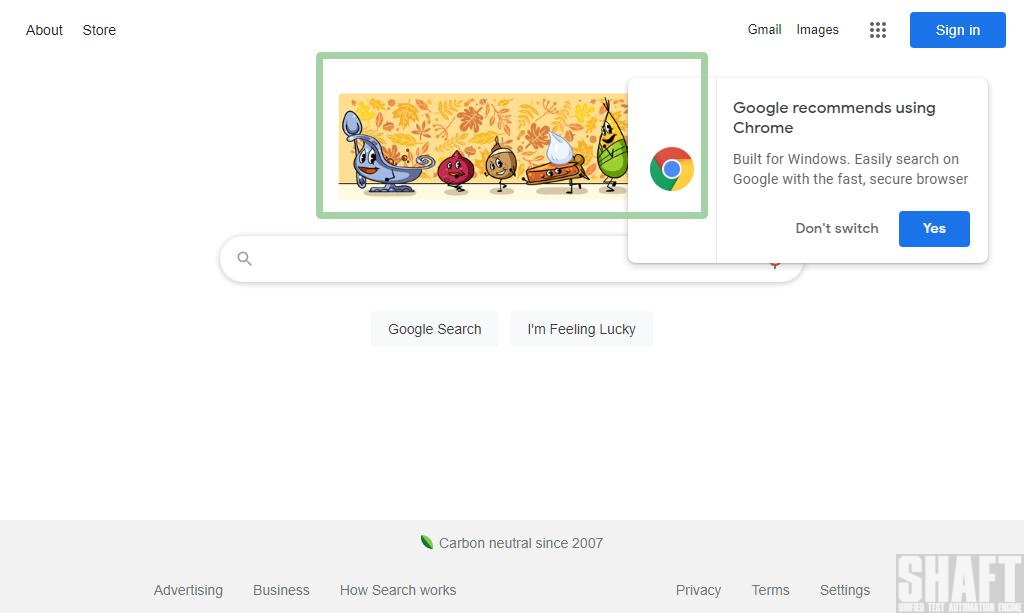 About Store
Gmail Images
Sign in
Google recommends using
Chrome
Built for Windows. Easily search on
Google with the fast, secure browser
Don't switch
Yes
Google Search
I'm Feeling Lucky
Carbon neutral since 2007
Advertising Business How Search works
Privacy Terms Settings
SHAFT
UNIFIED TEST AUTOMATION ENGINE